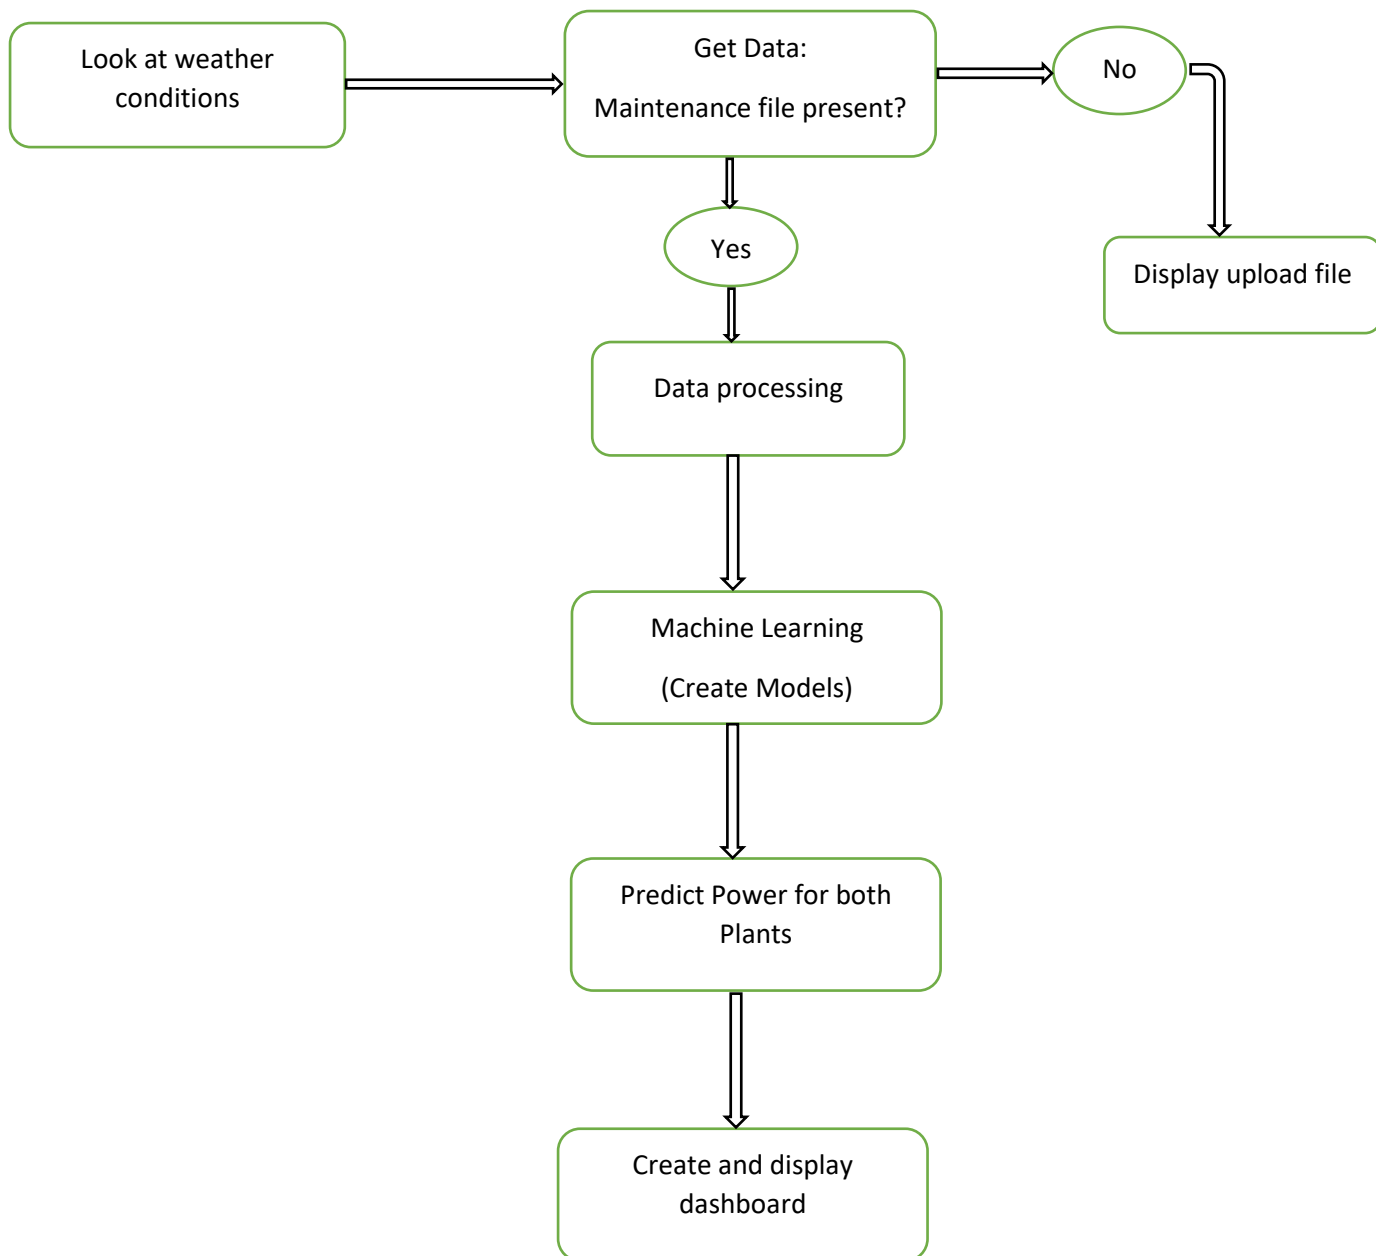 Look at weather
conditions
Get Data:
Maintenance file present?
No
Yes
Display upload file
Data processing
Machine Learning
(Create Models)
Predict Power for both
Plants
Create and display
dashboard